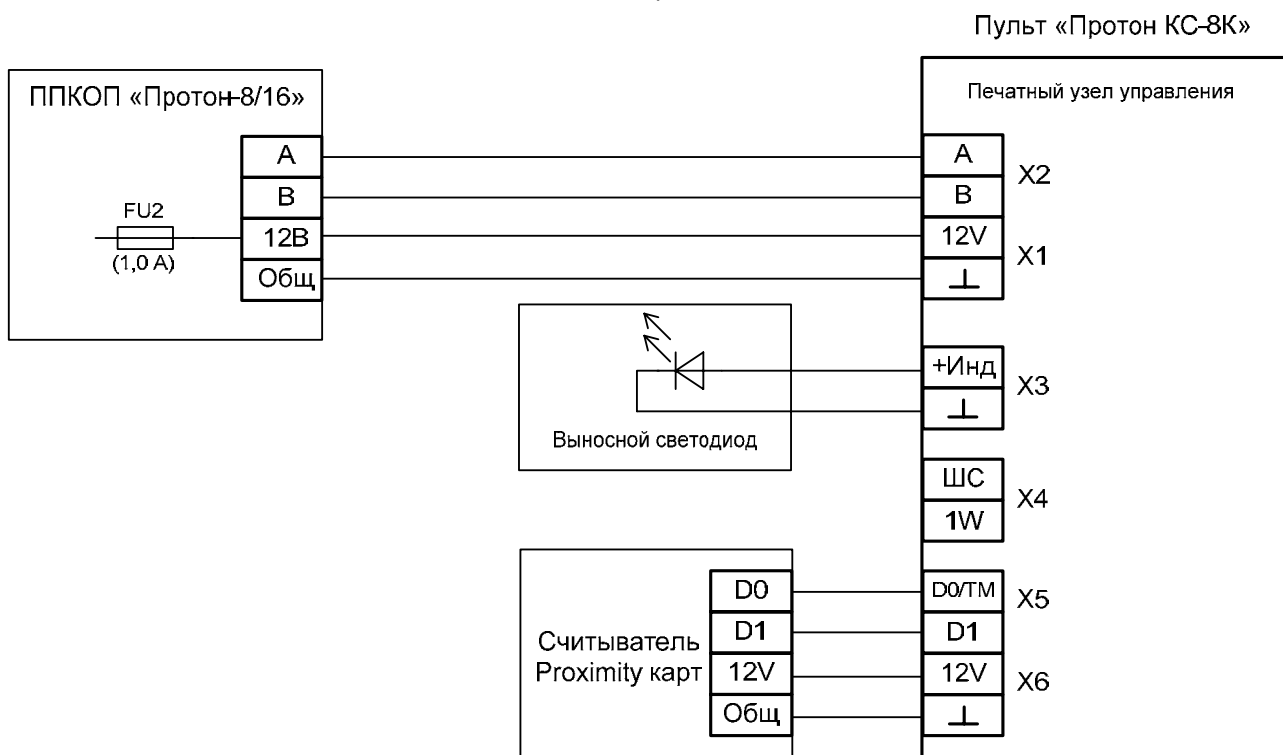 Пульт «Протон КС-8К»
ППКОП «Протон-8/16»
Печатный узел управления
A
B
12В
Общ
FU2
(1,0 А)
A
B
X2
12V
⊥
X1
+Инд
⊥
X3
Выносной светодиод
ШС
1W
X4
Считыватель
Proximity карт
D0
D1
12V
Общ
D0/TM
D1
X5
12V
⊥
X6